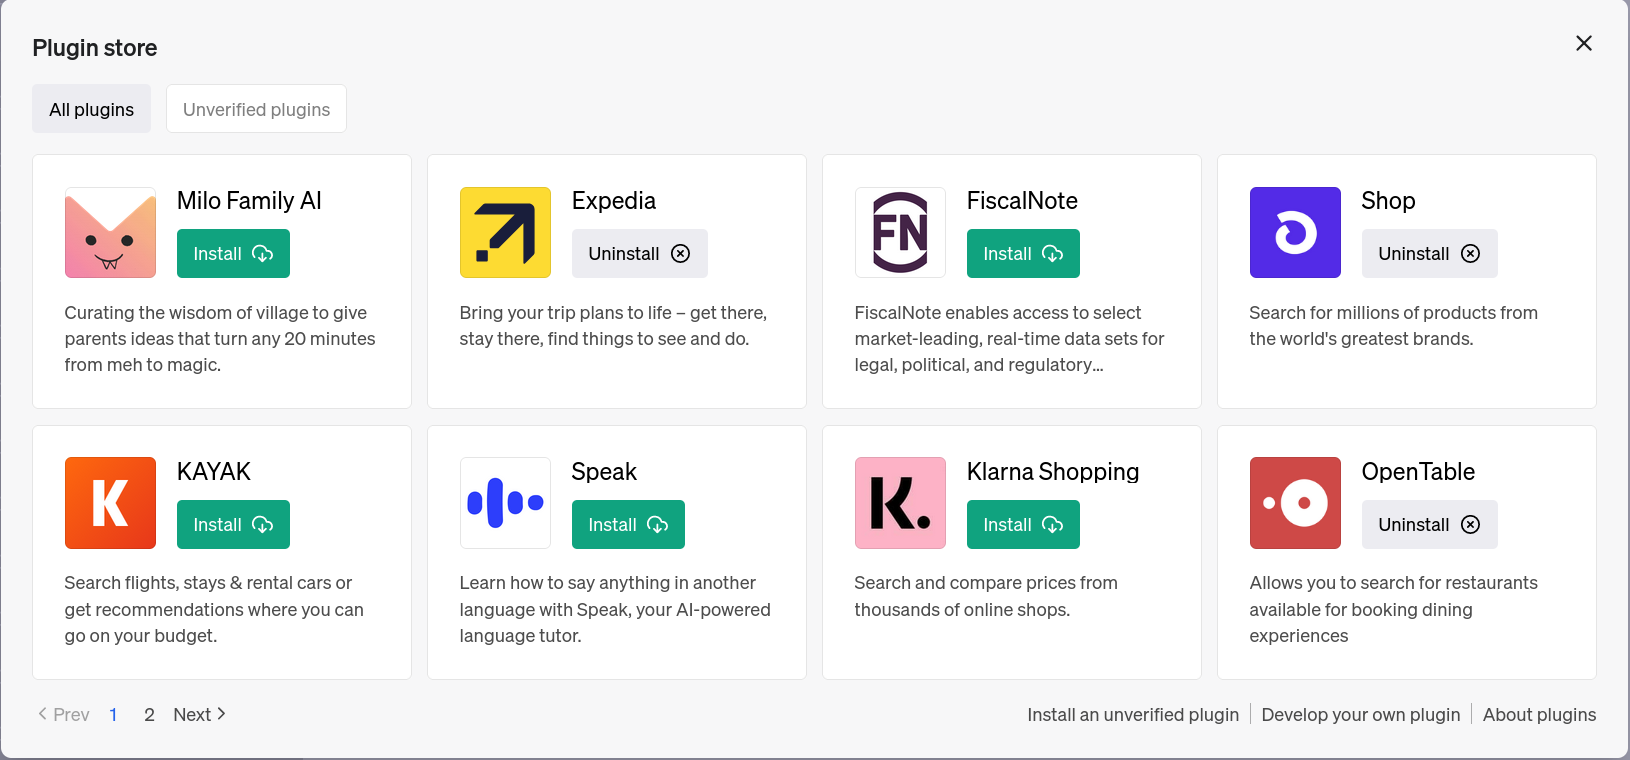 Plugin store
All plugins
Unverified plugins
Milo Family AI
Install
Curating the wisdom of village to give
parents ideas that turn any 20 minutes
from meh to magic.
Expedia
Uninstall
Bring your trip plans to life – get there,
stay there, find things to see and do.
FN
FiscalNote
Install
FiscalNote enables access to select
market-leading, real-time data sets for
legal, political, and regulatory...
Shop
Uninstall
Search for millions of products from
the world's greatest brands.
K
KAYAK
Install
Search flights, stays & rental cars or
get recommendations where you can
go on your budget.
Speak
Install
Learn how to say anything in another
language with Speak, your AI-powered
language tutor.
K.
Klarna Shopping
Install
Search and compare prices from
thousands of online shops.
OpenTable
Uninstall
Allows you to search for restaurants
available for booking dining
experiences
Prev 1 2 Next
Install an unverified plugin
Develop your own plugin
About plugins